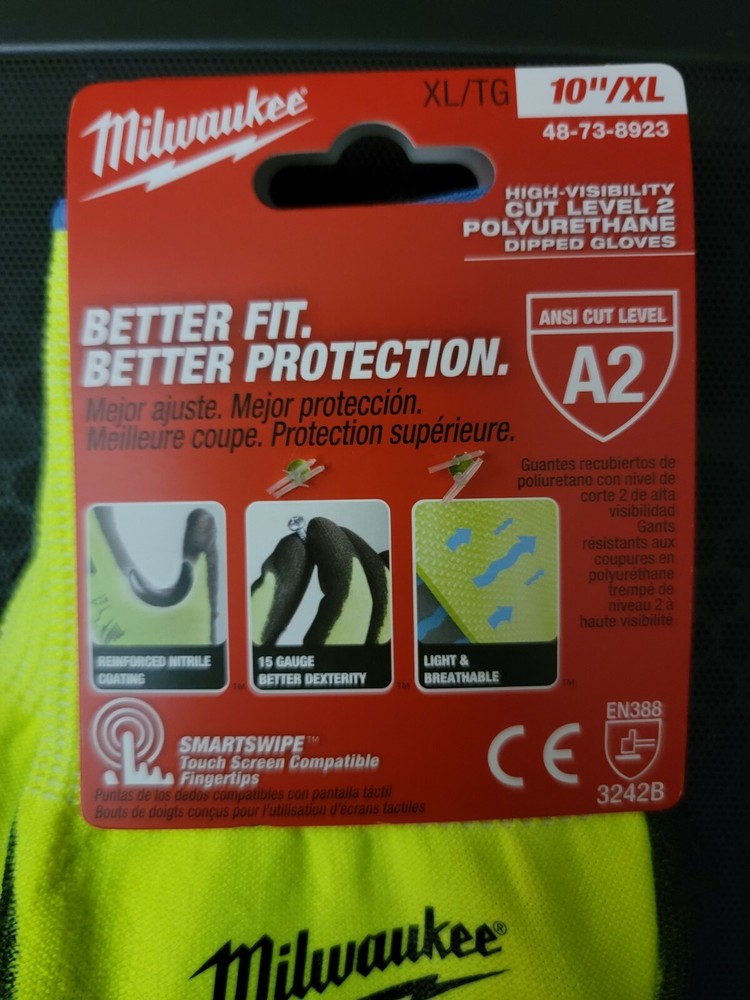 Milwaukee®
XL/TG
10"/XL
48-73-8923
HIGH-VISIBILITY
CUT LEVEL 2
POLYURETHANE
DIPPED GLOVES
BETTER FIT.
BETTER PROTECTION.
Mejor ajuste. Mejor protección.
Meilleure coupe. Protection supérieure.
ANSI CUT LEVEL
A2
Guantes recubiertos de
poliuretano con nivel de
corte 2 de alta
visibilidad
Gants
résistants aux
coupures en
polyuréthane
trempé de
niveau 2 à
haute visibilité
REINFORCED NITRILE
COATING
TM
15 GAUGE
BETTER DEXTERITY
TM
LIGHT &
BREATHABLE
TM
SMARTSWIPE™
Touch Screen Compatible
Fingertips
Puntas de los dedos compatibles con pantalla táctil
Bouts de doigts conçus pour l'utilisation d'écrans tactiles
CE
EN388
3242B
Milwaukee®